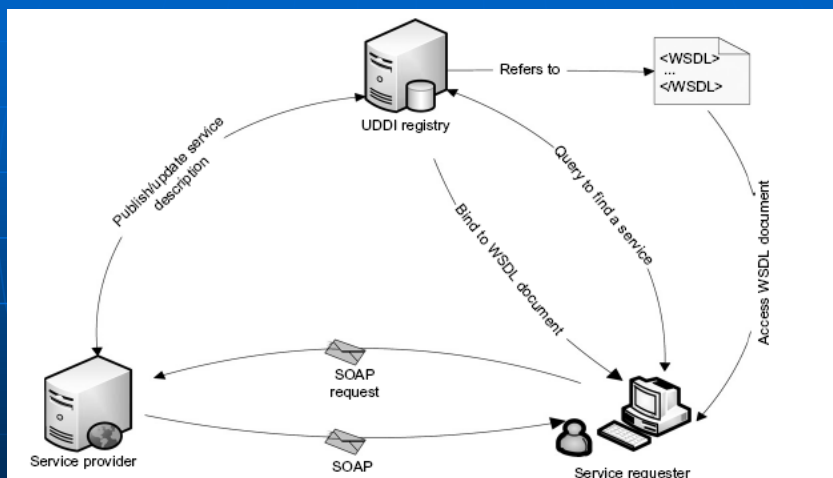 <WSDL>
...
</WSDL>
Refers to
UDDI registry
Publish/update service
description
Query to find a service
Bind to WSDL document
Access WSDL document
SOAP
request
Service provider
SOAP
Service requester